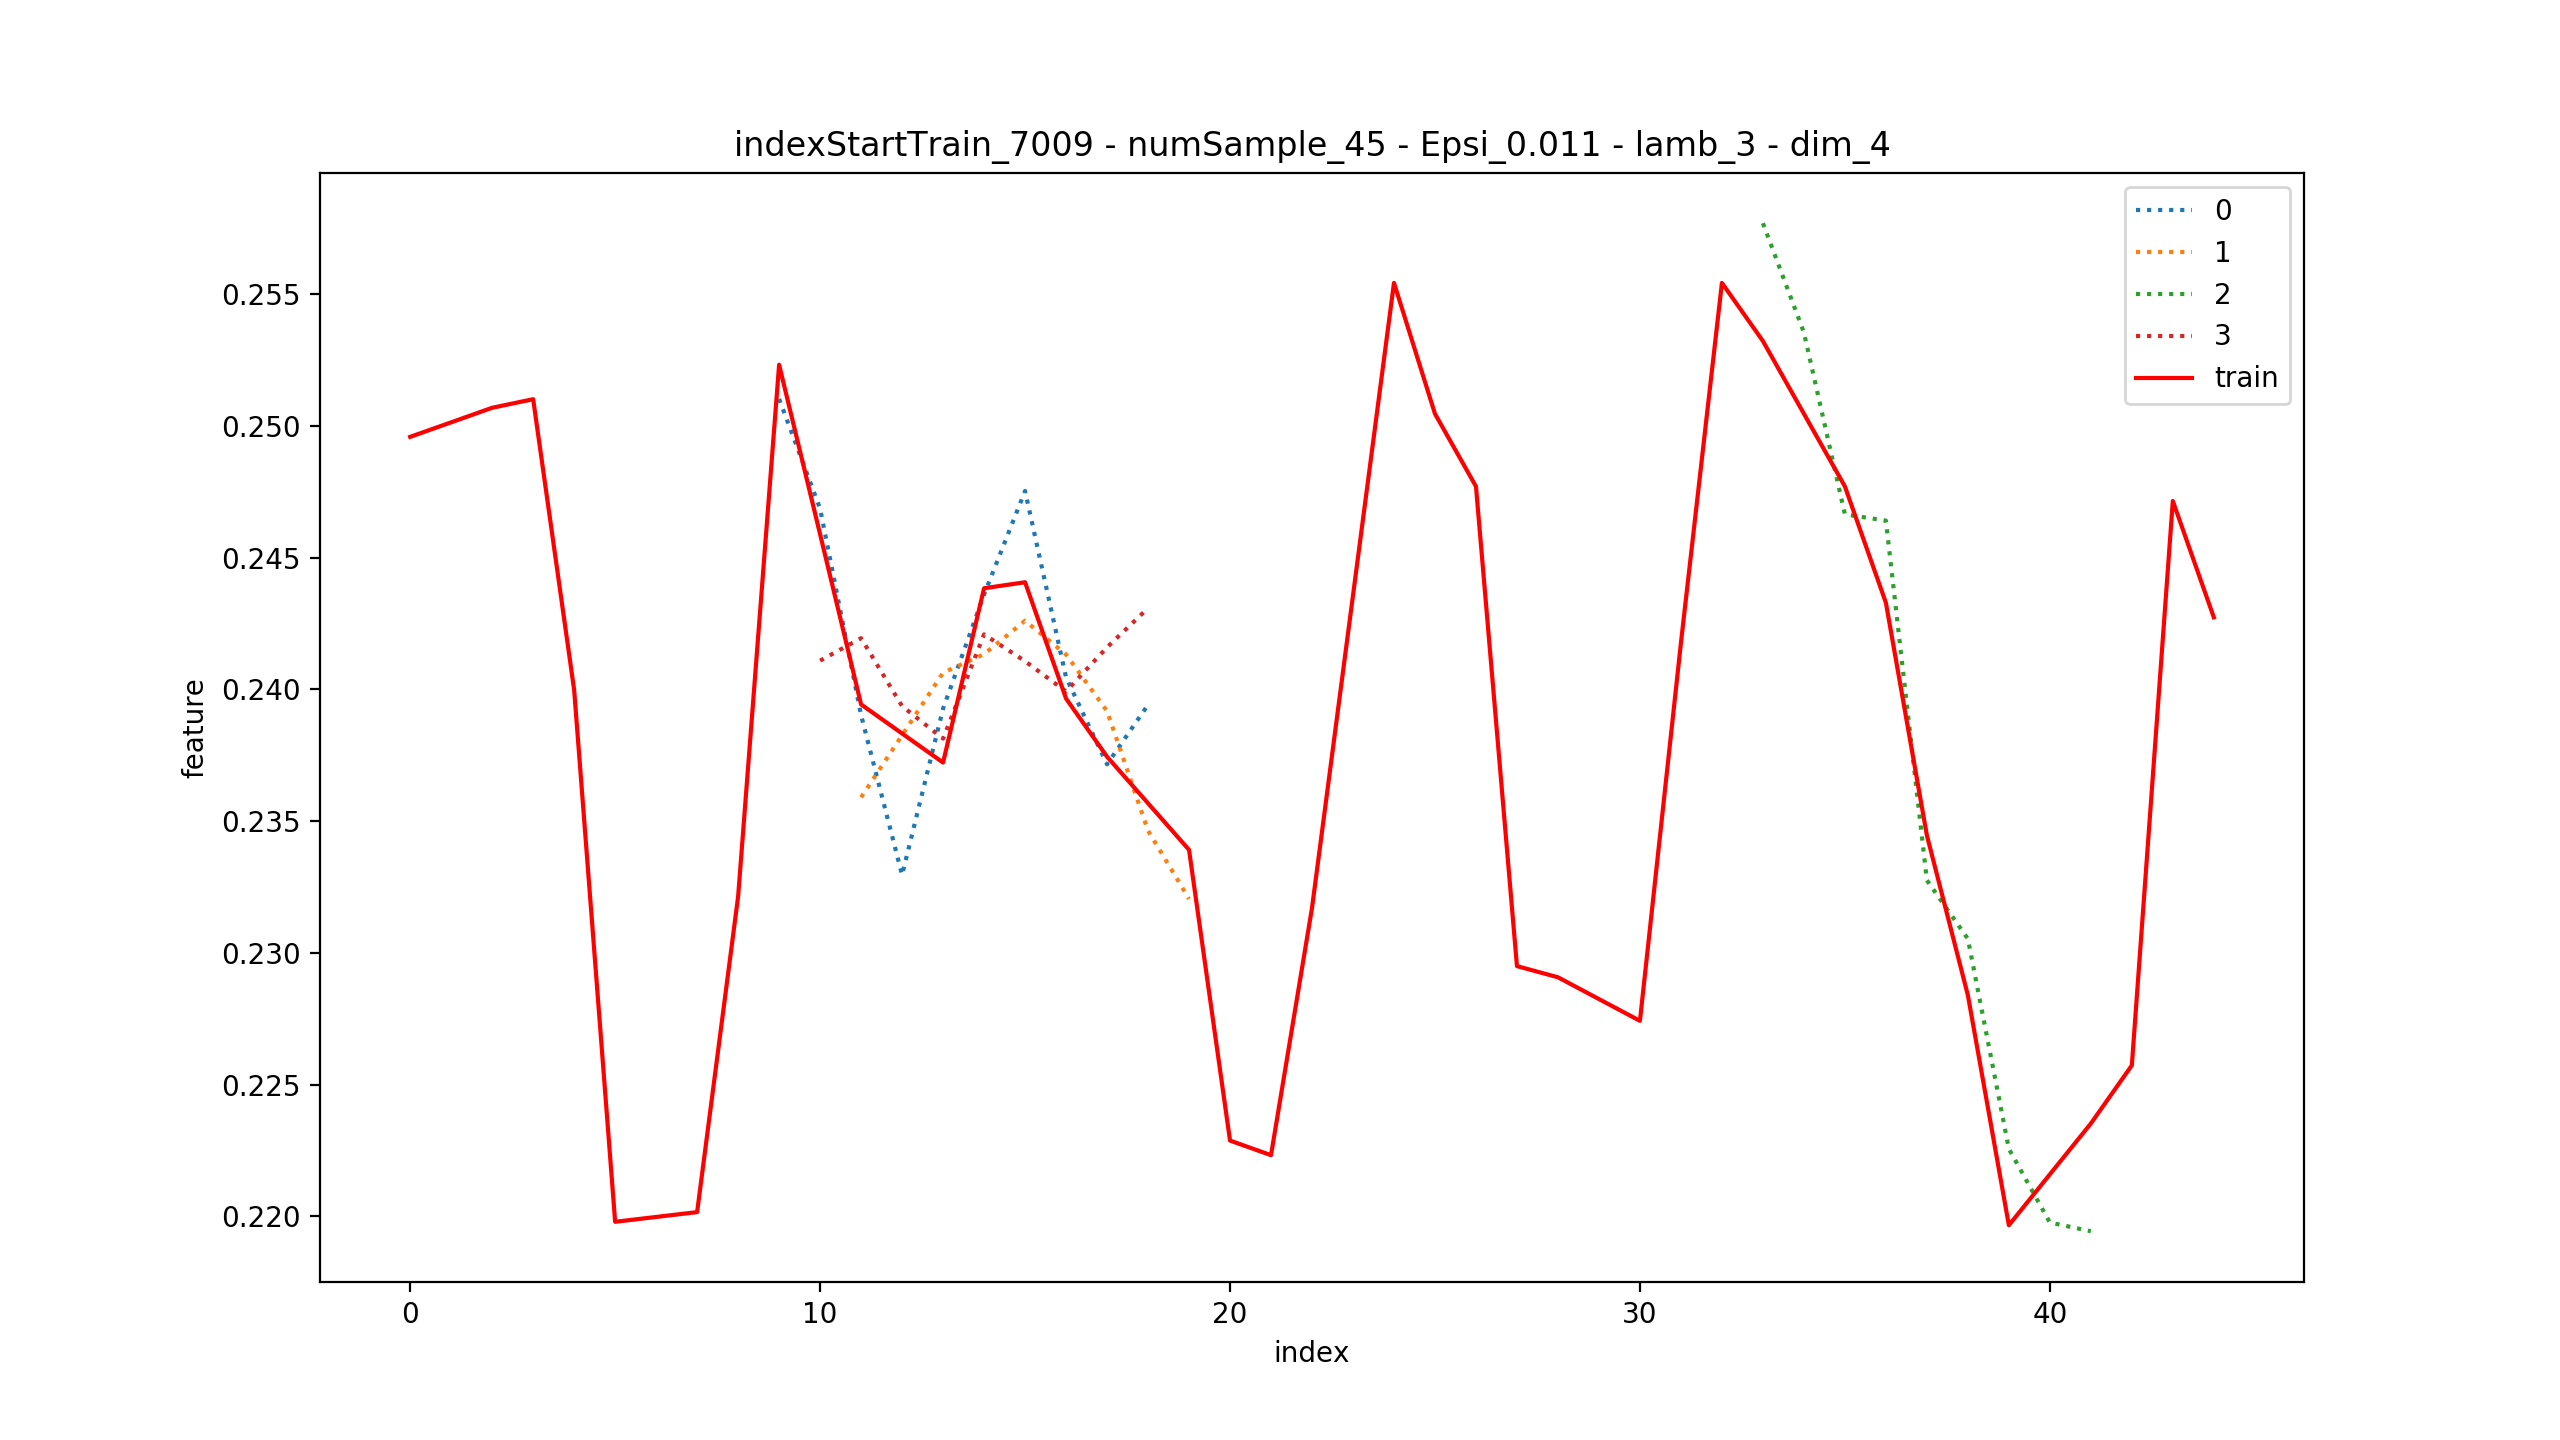 indexStartTrain_7009 - numSample_45 - Epsi_0.011 - lamb_3 - dim_4
0
1
2
3
train
0.255
0.250
0.245
0.240
0.235
0.230
0.225
0.220
feature
0 10 20 30 40
index